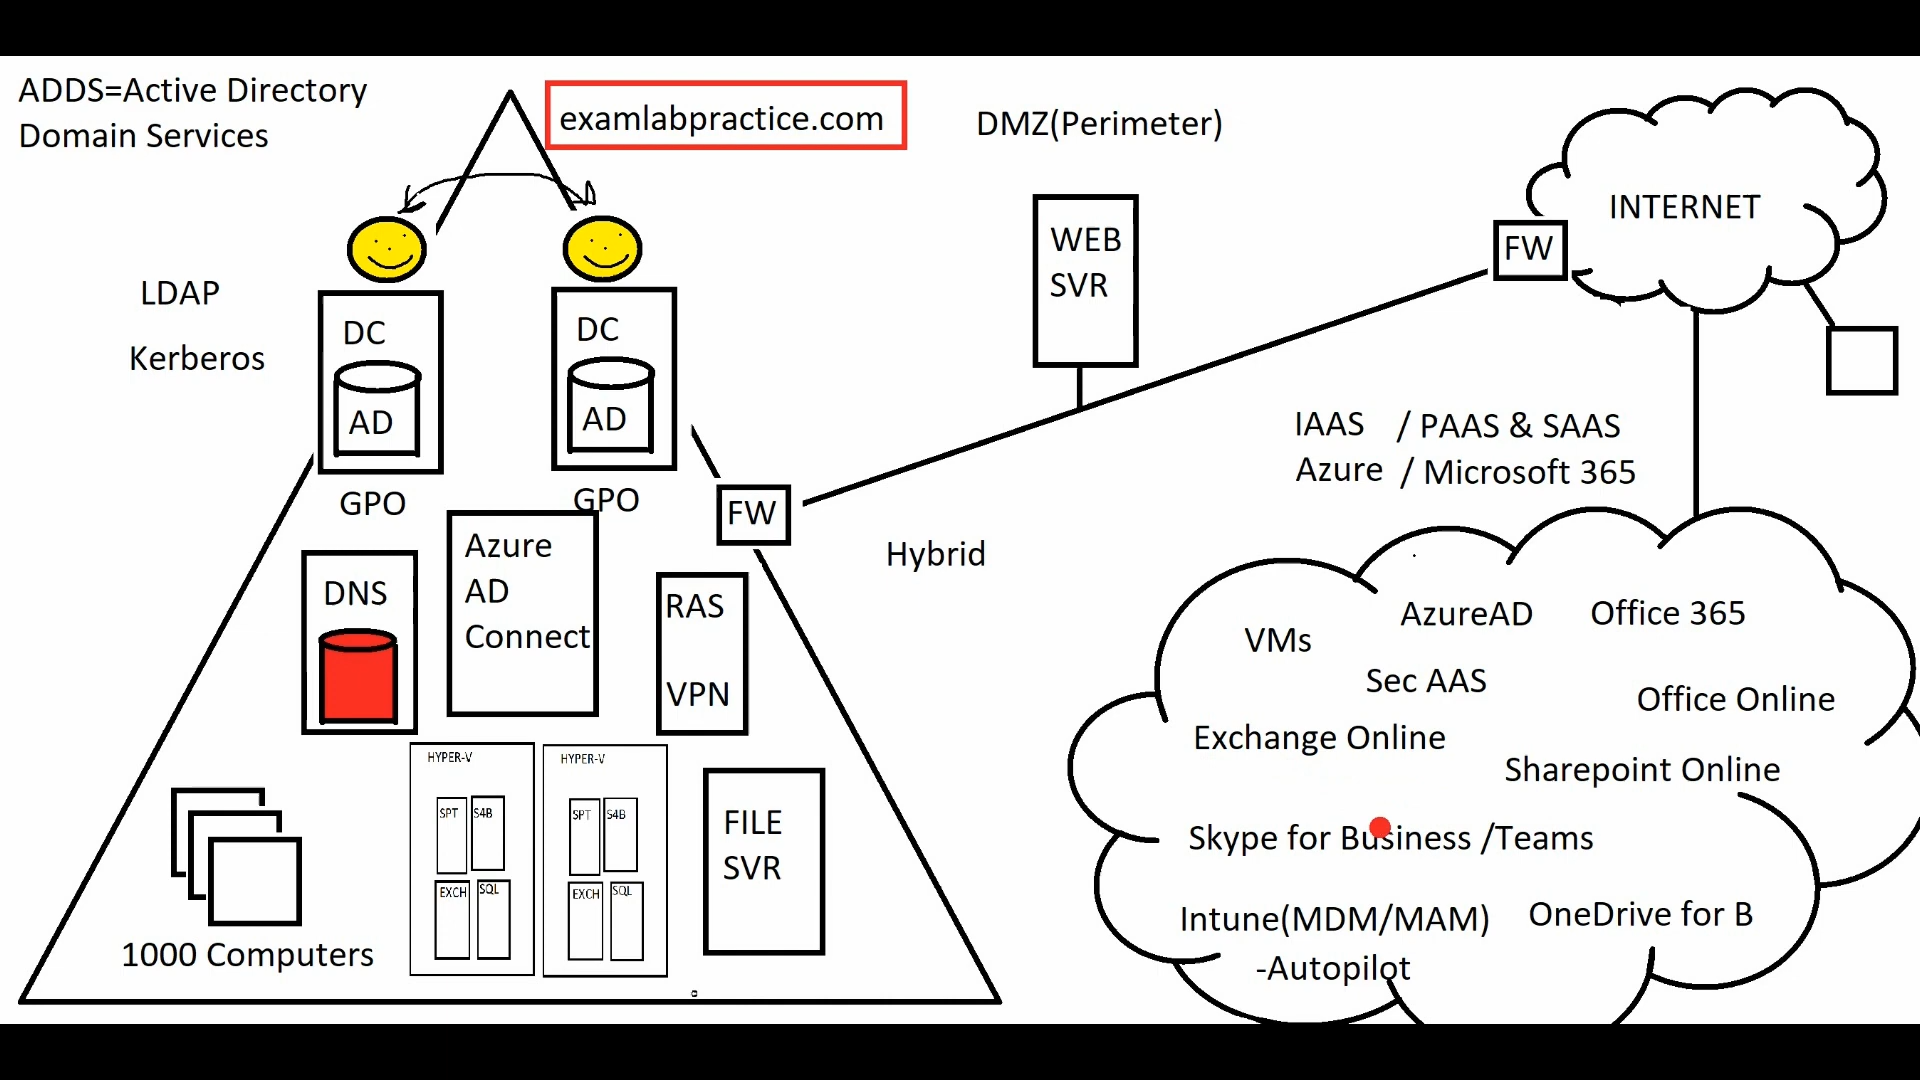 ADDS=Active Directory
Domain Services
examlabpractice.com
DMZ(Perimeter)
INTERNET
FW
WEB
SVR
LDAP
Kerberos
DC
AD
GPO
DC
AD
GPO
FW
Hybrid
IAAS / PAAS & SAAS
Azure / Microsoft 365
DNS
Azure
AD
Connect
RAS
VPN
HYPER-V
SPT S4B
EXCH SQL
HYPER-V
SPT S4B
EXCH SQL
FILE
SVR
1000 Computers
VMs
AzureAD
Office 365
Sec AAS
Office Online
Exchange Online
Sharepoint Online
Skype for Business /Teams
Intune(MDM/MAM)
-Autopilot
OneDrive for B